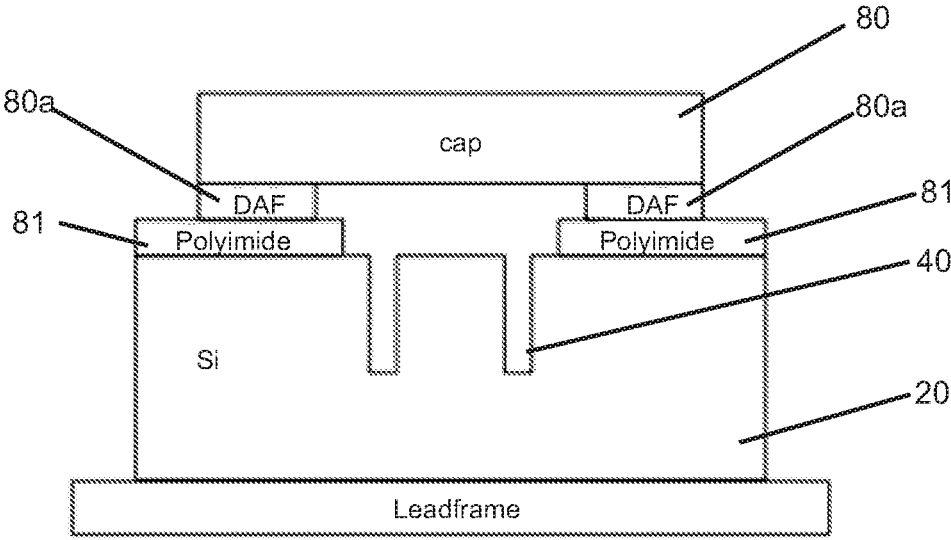 80
80a
80a
cap
DAF
DAF
81
81
Polyimide
Polyimide
40
Si
20
Leadframe